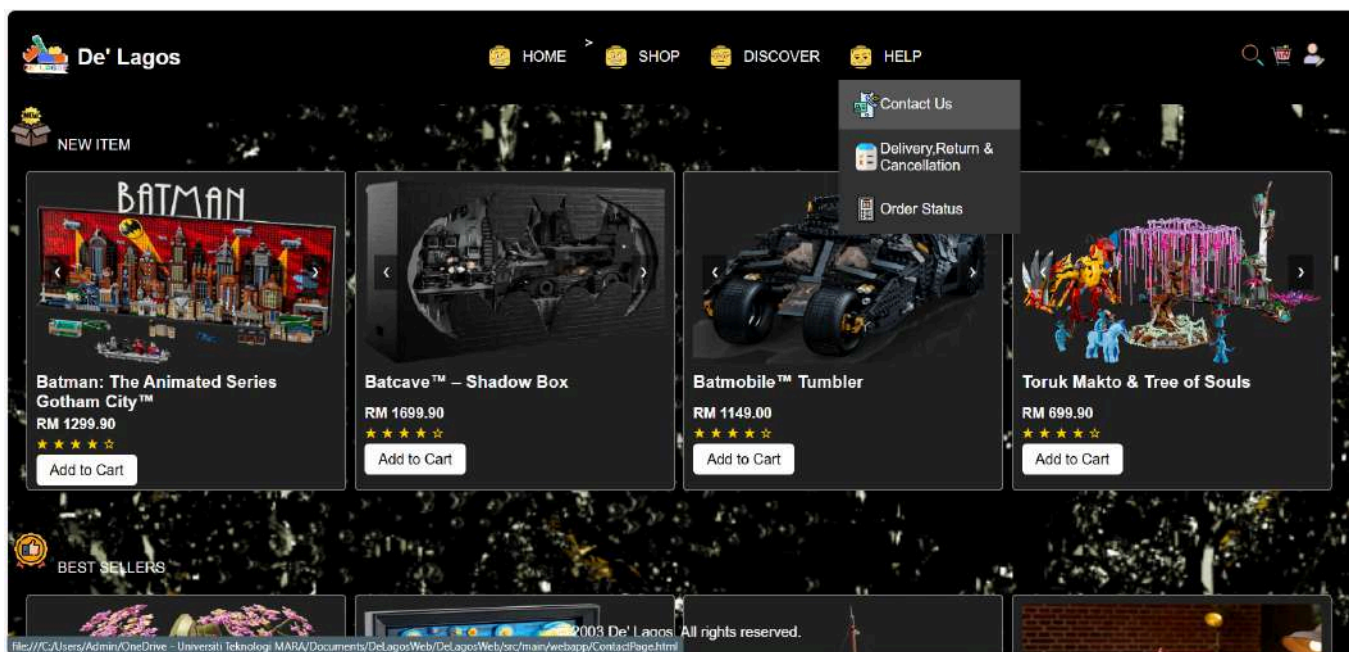 De' Lagos
HOME
>
SHOP
DISCOVER
HELP
Contact Us
Delivery,Return &
Cancellation
Order Status
NEW ITEM
BATMAN
Batman: The Animated Series
Gotham City™
RM 1299.90
★★★★☆
Add to Cart
Batcave™ – Shadow Box
RM 1699.90
★★★★☆
Add to Cart
Batmobile™ Tumbler
RM 1149.00
★★★★☆
Add to Cart
Toruk Makto & Tree of Souls
RM 699.90
★★★★☆
Add to Cart
BEST SELLERS
2003 De' Lagos. All rights reserved.
file:///C:/Users/Admin/OneDrive - Universiti Teknologi MARA/Documents/DeLagosWeb/DeLagosWeb/src/main/webapp/ContactPage.html